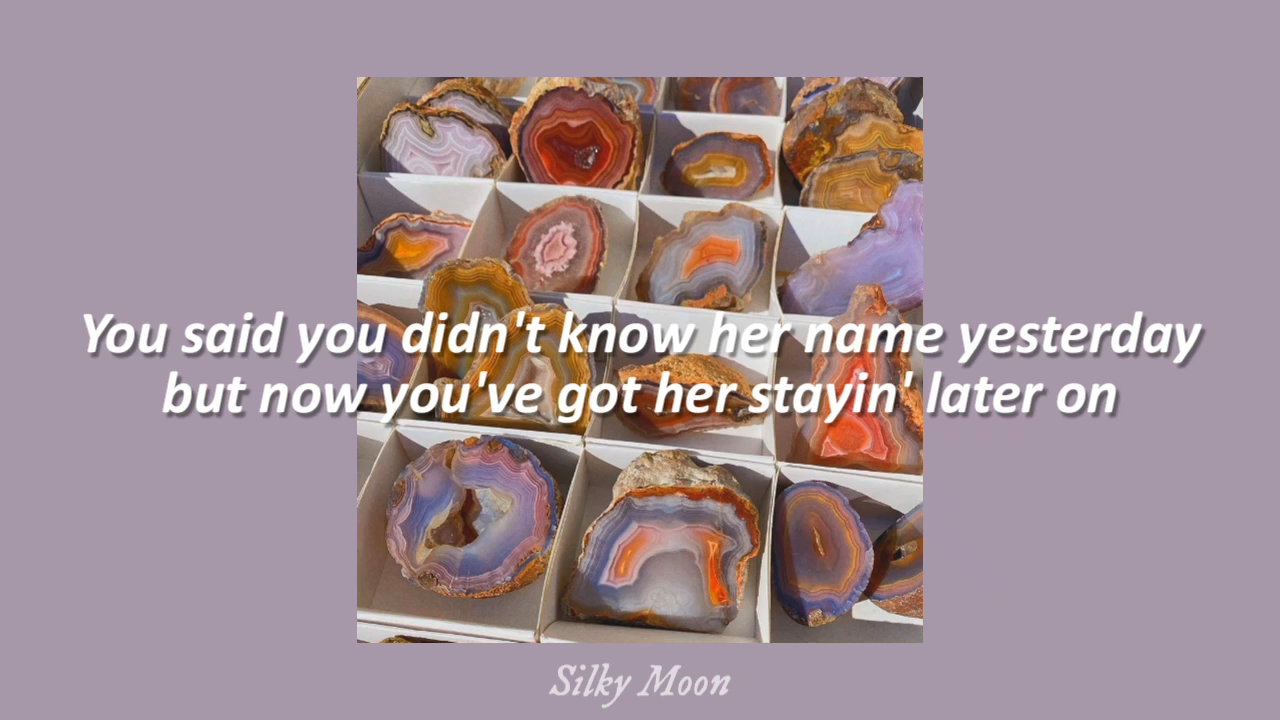 You said you didn't know her name yesterday
but now you've got her stayin' later on
Silky Moon